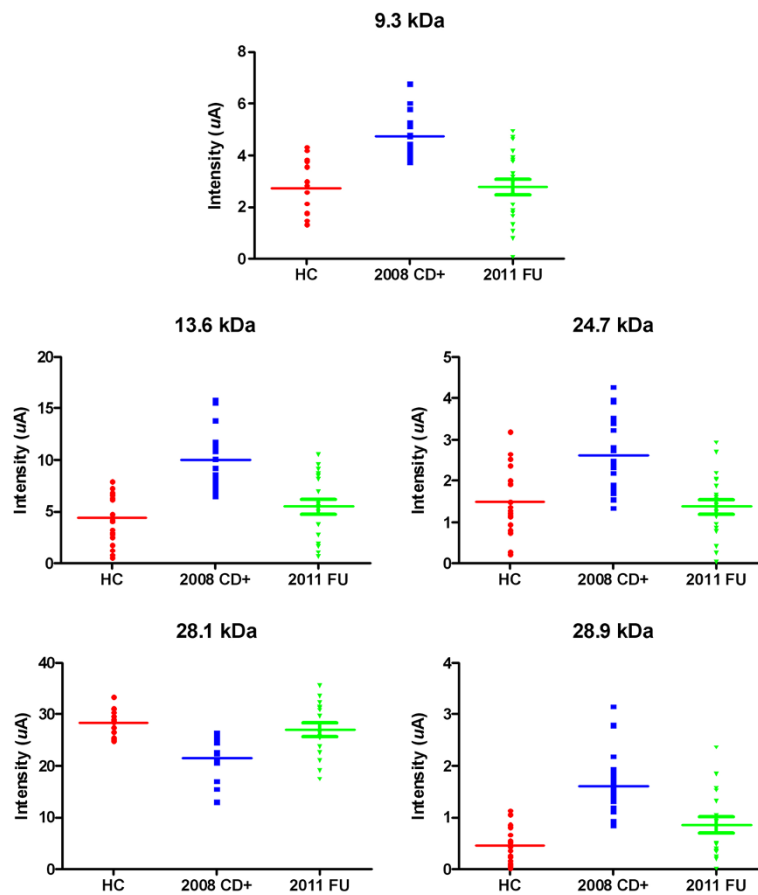 9.3 kDa
Intensity (uA)
8
6
4
2
0
HC
2008 CD+
2011 FU
13.6 kDa
Intensity (uA)
20
15
10
5
0
HC
2008 CD+
2011 FU
24.7 kDa
Intensity (uA)
5
4
3
2
1
0
HC
2008 CD+
2011 FU
28.1 kDa
Intensity (uA)
40
30
20
10
0
HC
2008 CD+
2011 FU
28.9 kDa
Intensity (uA)
4
3
2
1
0
HC
2008 CD+
2011 FU